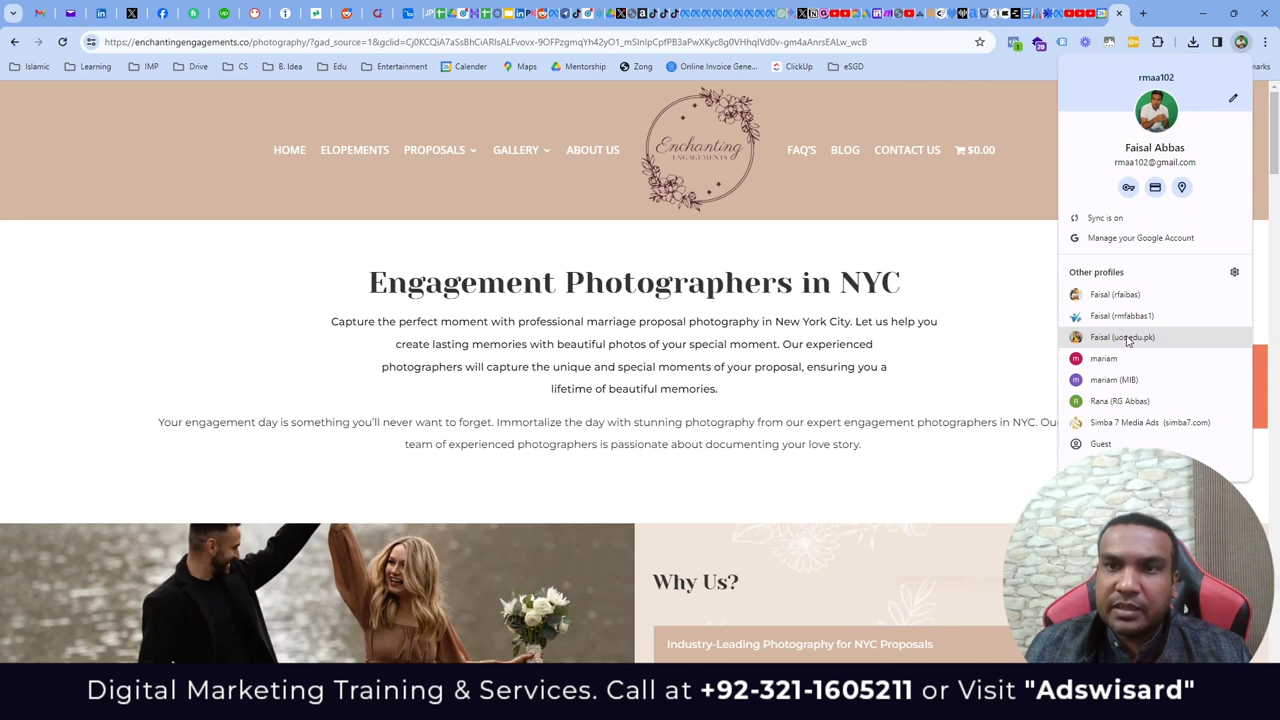 https://enchantingengagements.co/photography/?gad_source=1&gclid=Cj0KCQiA7aSsBhCiARIsALFvovx-9OFPzgmqYh42yO1_mSInIpCpfPB3aPwXKyc8g0VHhqIVd0v-gm4aAnrsEALw_wcB
Islamic
Learning
IMP
Drive
CS
B. Idea
Edu
Entertainment
Calender
Maps
Mentorship
Zong
Online Invoice Gene...
ClickUp
eSGD
HOME
ELOPEMENTS
PROPOSALS
GALLERY
ABOUT US
Enchanting
ENGAGEMENTS
FAQ'S
BLOG
CONTACT US
$0.00
Engagement Photographers in NYC
Capture the perfect moment with professional marriage proposal photography in New York City. Let us help you
create lasting memories with beautiful photos of your special moment. Our experienced
photographers will capture the unique and special moments of your proposal, ensuring you a
lifetime of beautiful memories.
Your engagement day is something you'll never want to forget. Immortalize the day with stunning photography from our expert engagement photographers in NYC. Our
team of experienced photographers is passionate about documenting your love story.
Why Us?
Industry-Leading Photography for NYC Proposals
rmaa102
Faisal Abbas
rmaa102@gmail.com
Sync is on
Manage your Google Account
Other profiles
Faisal (rfaibas)
Faisal (rmfabbas1)
Faisal (uos.edu.pk)
mariam
mariam (MIB)
Rana (RG Abbas)
Simba 7 Media Ads (simba7.com)
Guest
Digital Marketing Training & Services. Call at +92-321-1605211 or Visit "Adswisard"